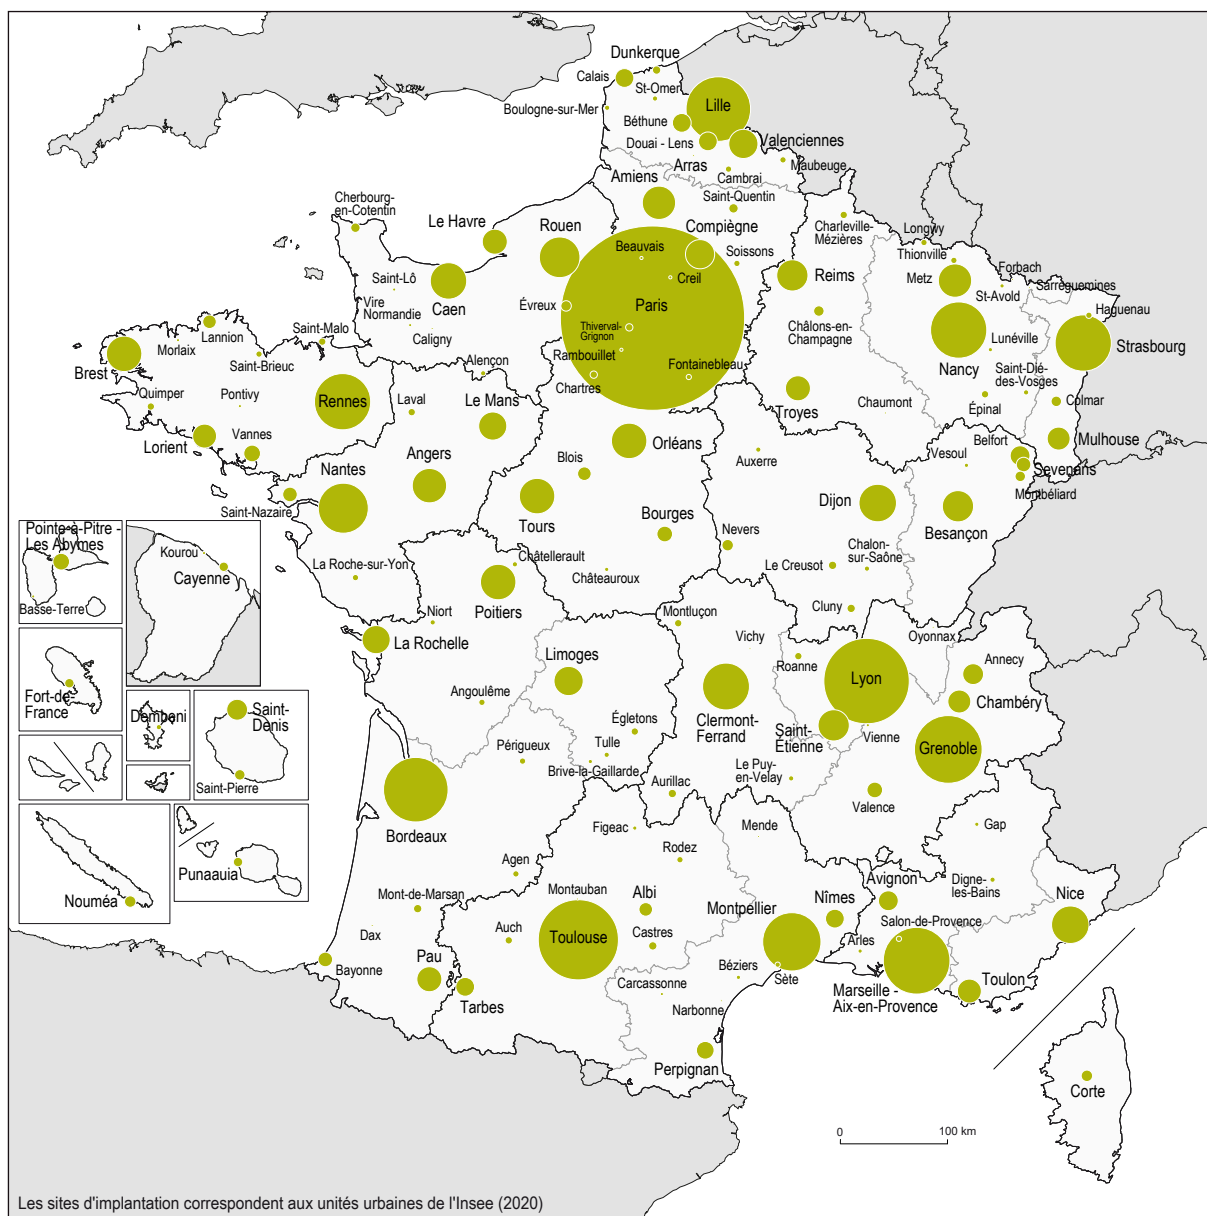 Dunkerque
Calais
St-Omer
Boulogne-sur-Mer
Lille
Béthune
Douai - Lens
Valenciennes
Arras
Maubeuge
Cambrai
Amiens
Saint-Quentin
Cherbourg-
en-Cotentin
Le Havre
Rouen
Compiègne
Charleville-
Mézières
Longwy
Beauvais
Soissons
Thionville
Forbach
Saint-Lô
Creil
Reims
Metz
St-Avold
Sarreguemines
Caen
Évreux
Paris
Haguenau
Vire
Normandie
Châlons-en-
Champagne
Lannion
Saint-Malo
Caligny
Thiverval-
Grignon
Lunéville
Strasbourg
Morlaix
Saint-
Brieuc
Alençon
Rambouillet
Fontainebleau
Nancy
Saint-Dié-
des-Vosges
Brest
Chartres
Quimper
Pontivy
Rennes
Laval
Le Mans
Troyes
Chaumont
Épinal
Colmar
Lorient
Vannes
Orléans
Mulhouse
Nantes
Angers
Blois
Auxerre
Vesoul
Belfort
Sevenans
Montbéliard
Saint-Nazaire
Tours
Dijon
Besançon
Bourges
Pointe-à-Pitre -
Les Abymes
Kourou
Cayenne
Basse-Terre
La Roche-sur-Yon
Châtellerault
Nevers
Chalon-
sur-Saône
Le Creusot
Châteauroux
Poitiers
Niort
Cluny
Montluçon
La Rochelle
Vichy
Oyonnax
Limoges
Roanne
Annecy
Lyon
Fort-de-
France
Dembeni
Saint-
Denis
Angoulême
Clermont-
Ferrand
Chambéry
Égletons
Saint-
Étienne
Vienne
Grenoble
Périgueux
Tulle
Brive-la-Gaillarde
Le Puy-
en-Velay
Saint-Pierre
Aurillac
Valence
Bordeaux
Figeac
Mende
Gap
Punaauia
Agen
Rodez
Nouméa
Mont-de-Marsan
Montauban
Albi
Avignon
Digne-
les-Bains
Nîmes
Nice
Montpellier
Salon-de-Provence
Dax
Auch
Toulouse
Castres
Arles
Pau
Bayonne
Béziers
Sète
Tarbes
Carcassonne
Marseille -
Aix-en-Provence
Toulon
Narbonne
Perpignan
Corte
0
100 km
Les sites d'implantation correspondent aux unités urbaines de l'Insee (2020)